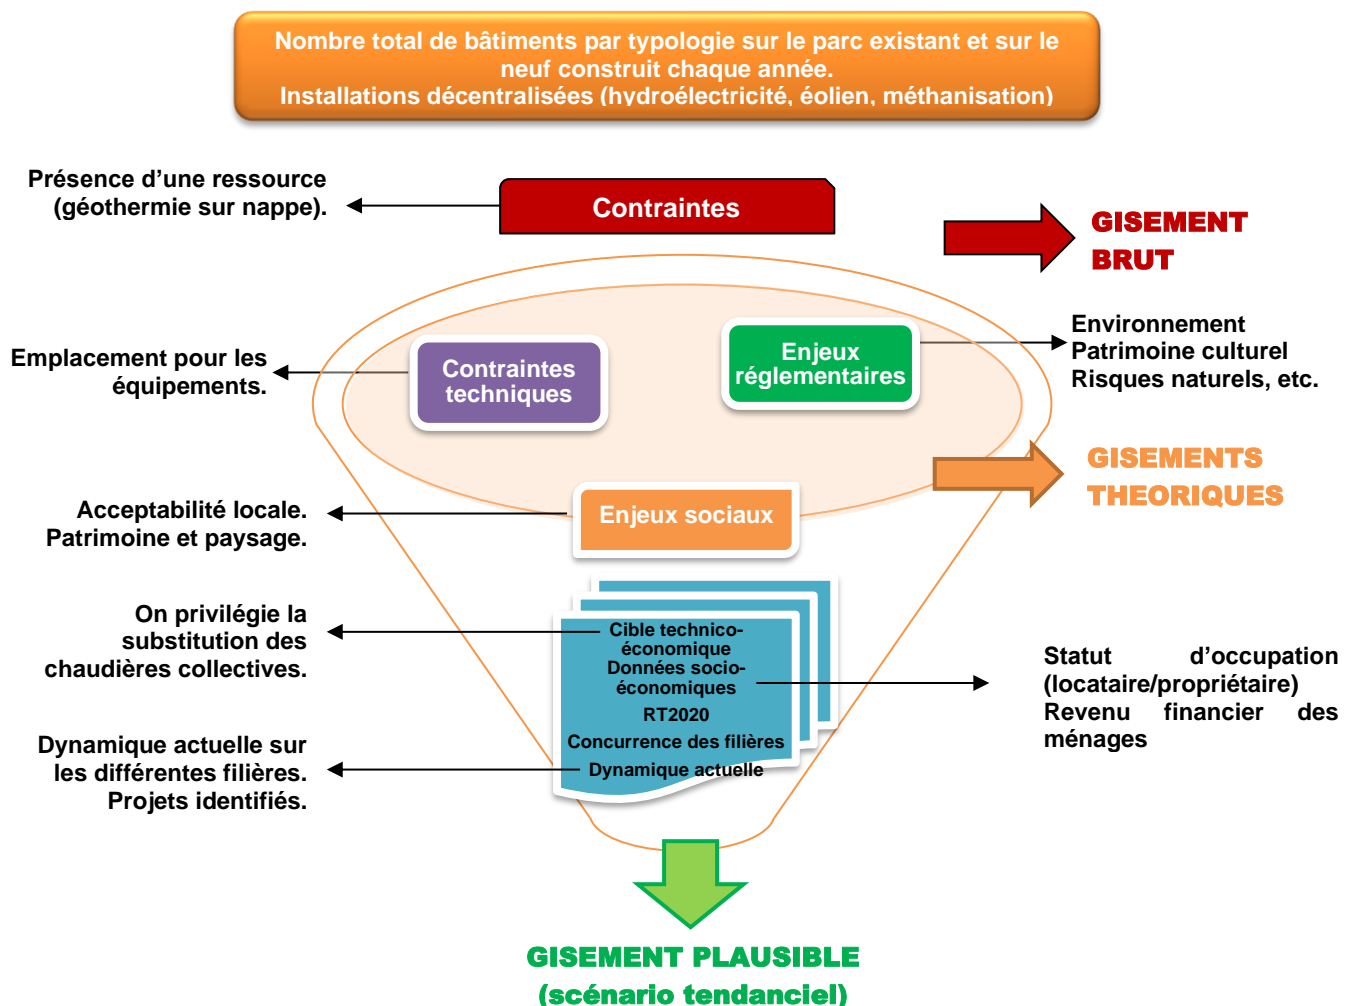 Nombre total de bâtiments par typologie sur le parc existant et sur le
neuf construit chaque année.
Installations décentralisées (hydroélectricité, éolien, méthanisation)
Présence d’une ressource
(géothermie sur nappe).
Contraintes
GISEMENT
BRUT
Emplacement pour les
équipements.
Contraintes
techniques
Enjeux
réglementaires
Environnement
Patrimoine culturel
Risques naturels, etc.
GISEMENTS
THEORIQUES
Acceptabilité locale.
Patrimoine et paysage.
Enjeux sociaux
On privilégie la
substitution des
chaudières collectives.
Cible technico-
économique
Données socio-
économiques
RT2020
Concurrence des filières
Dynamique actuelle
Statut d’occupation
(locataire/propriétaire)
Revenu financier des
ménages
Dynamique actuelle sur
les différentes filières.
Projets identifiés.
GISEMENT PLAUSIBLE
(scénario tendanciel)